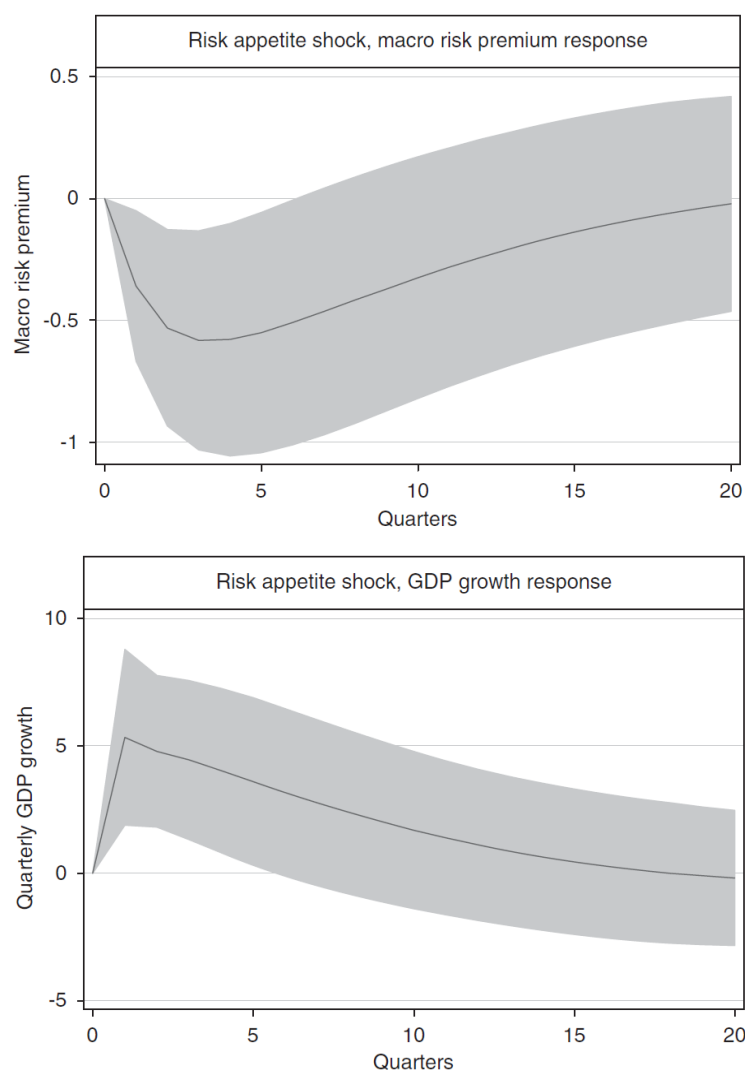 Risk appetite shock, macro risk premium response
0.5
0
-0.5
-1
Macro risk premium
0 5 10 15 20
Quarters
Risk appetite shock, GDP growth response
10
5
0
-5
Quarterly GDP growth
0 5 10 15 20
Quarters